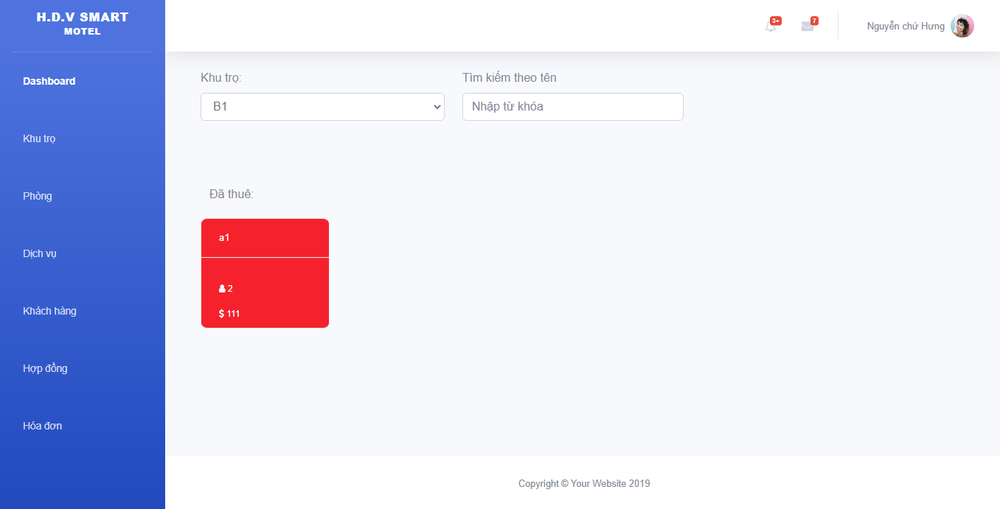 H.D.V SMART
MOTEL
Dashboard
Khu trọ
Phòng
Dịch vụ
Khách hàng
Hợp đồng
Hóa đơn
3+
7
Nguyễn chứ Hưng
Khu trọ:
Tìm kiếm theo tên
B1
Nhập từ khóa
Đã thuê:
a1
2
$ 111
Copyright © Your Website 2019